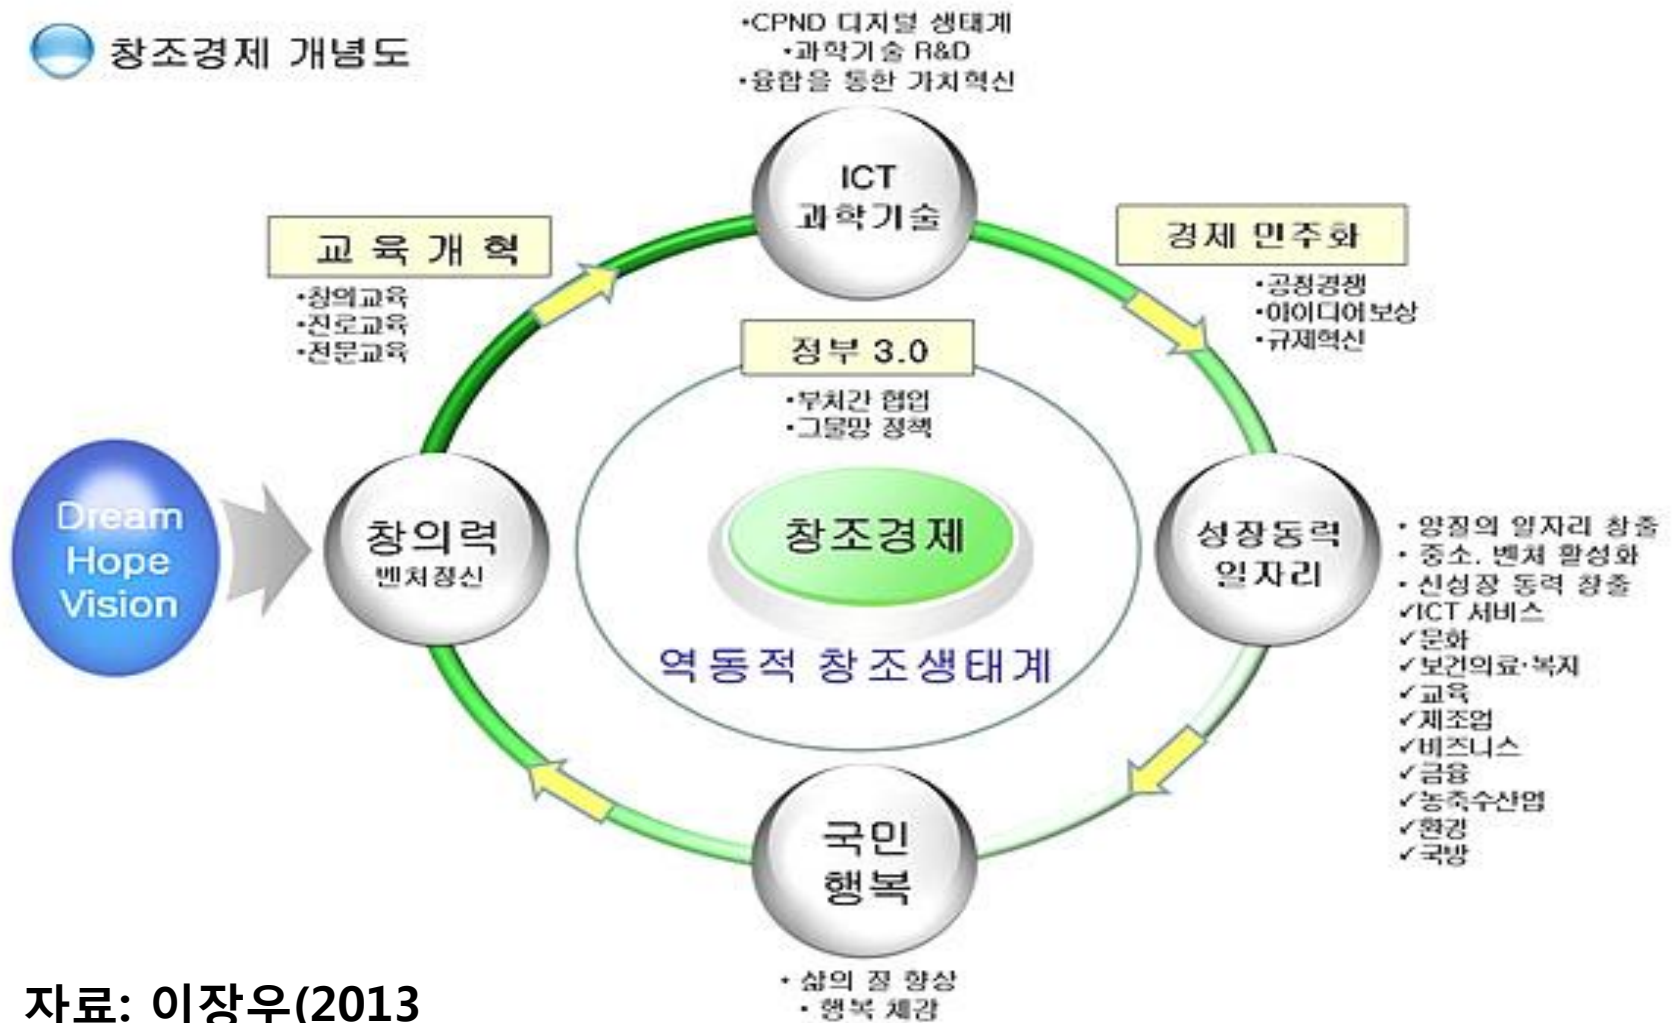 창조경제 개념도
•CPND 디지털 생태계
•과학기술 R&D
•융합을 통한 가치혁신
ICT
과학기술
교육개혁
•창의교육
•진로교육
•전문교육
경제 민주화
•공정경쟁
•아이디어보상
•규제혁신
정부 3.0
•부처간 협업
•그물망 정책
Dream
Hope
Vision
창의력
벤처정신
창조경제
역동적 창조생태계
성장동력
일자리
• 양질의 일자리 창출
• 중소. 벤처 활성화
• 신성장 동력 창출
✓ICT 서비스
✓문화
✓보건의료·복지
✓교육
✓제조업
✓비즈니스
✓금융
✓농축수산업
✓환경
✓국방
국민
행복
• 삶의 질 향상
• 행복 체감
자료: 이장우(2013